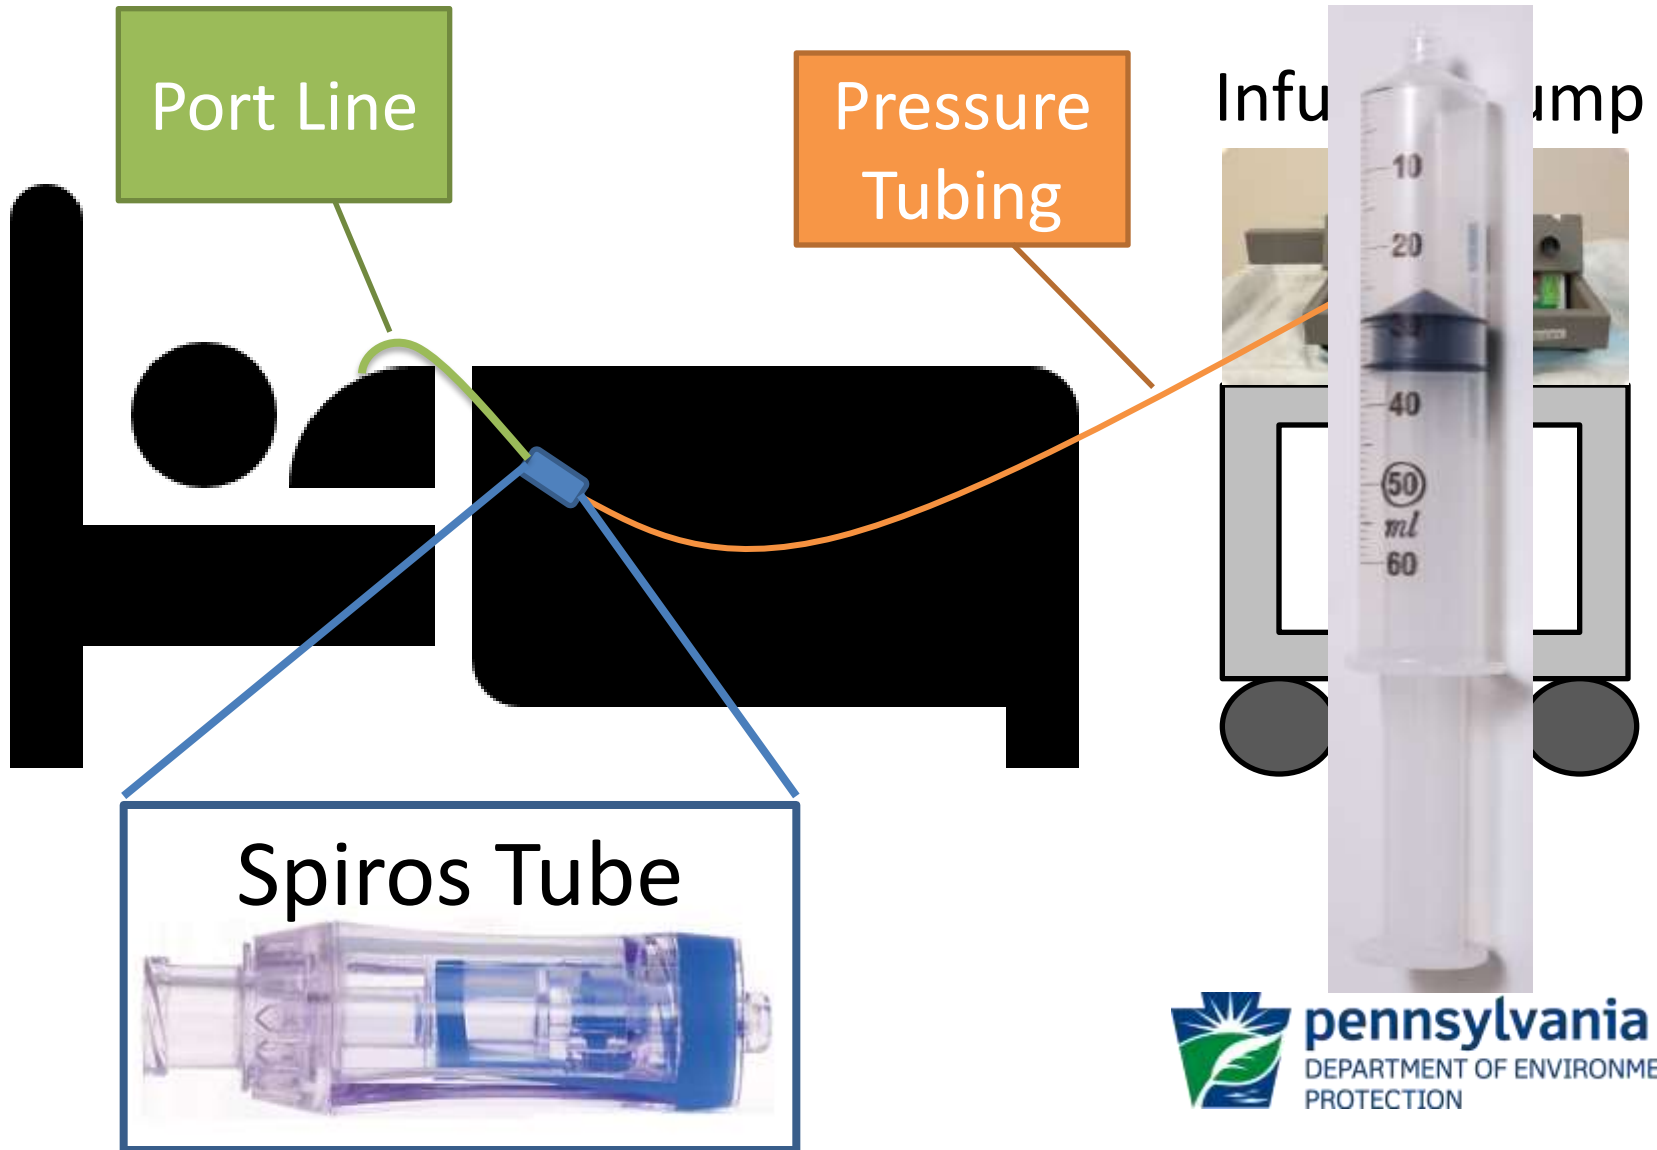 Port Line
Pressure
Tubing
Infu ump
10
20
30
40
50
ml
60
Spiros Tube
pennsylvania
DEPARTMENT OF ENVIRONME
PROTECTION